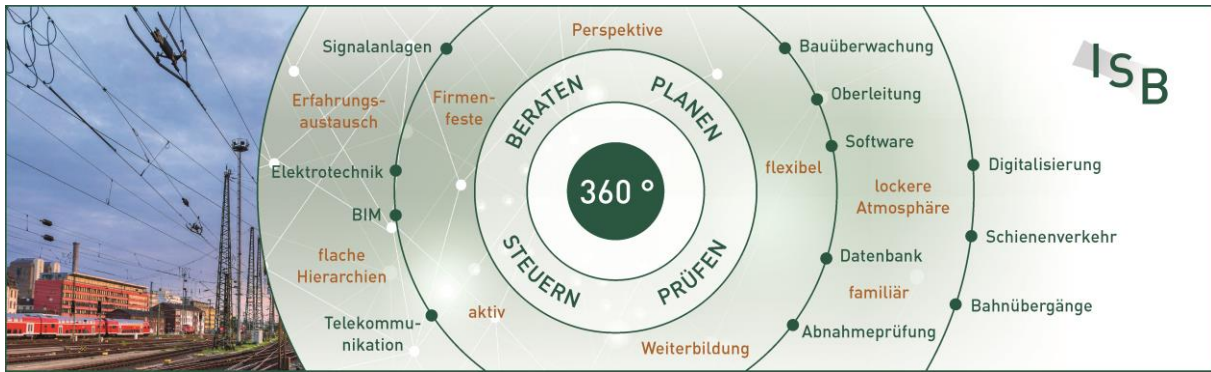 Perspektive
Signalanlagen
Bauüberwachung
ISB
Erfahrungs-
austausch
Firmen-
feste
BERATEN
PLANEN
Oberleitung
Software
flexibel
Elektrotechnik
360 °
Digitalisierung
lockere
Atmosphäre
BIM
Schienenverkehr
flache
Hierarchien
STEUERN
PRÜFEN
Datenbank
familiär
Bahnübergänge
aktiv
Telekommu-
nikation
Abnahmeprüfung
Weiterbildung